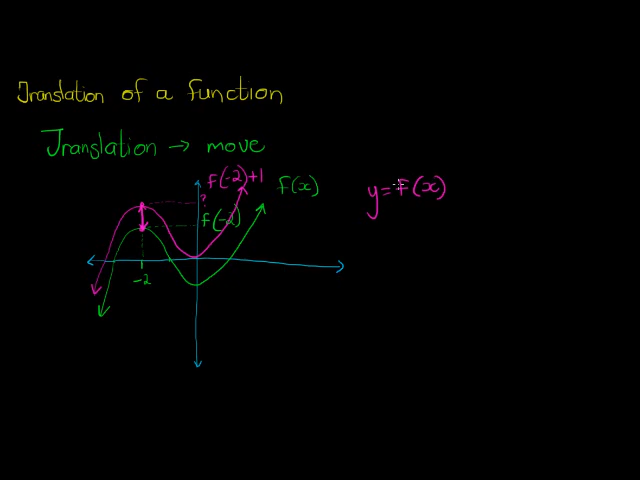 Translation of a function
Translation → move
f(-2)+1
f(x)
y = f(x)
?
f(-2)
-2